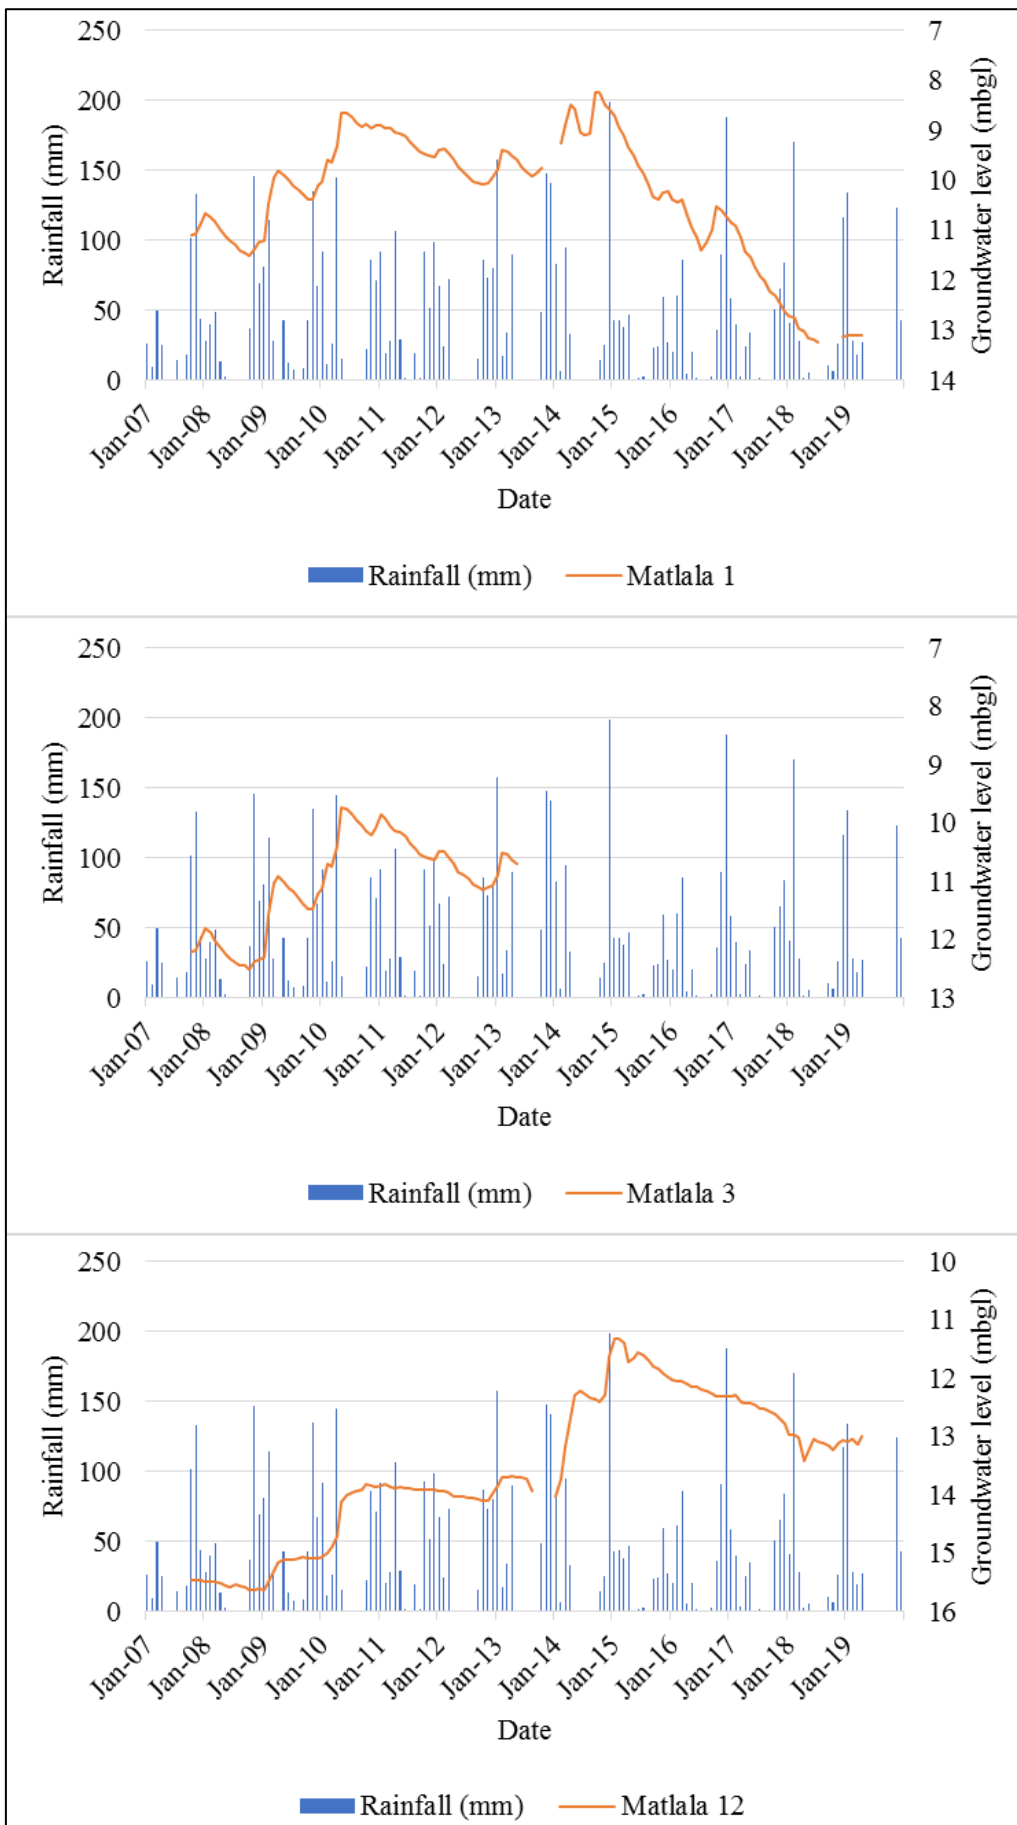 250
200
150
100
50
0
Rainfall (mm)
7
8
9
10
11
12
13
14
Groundwater level (mbgl)
Jan-07
Jan-08
Jan-09
Jan-10
Jan-11
Jan-12
Jan-13
Jan-14
Jan-15
Jan-16
Jan-17
Jan-18
Jan-19
Date
Rainfall (mm) Matlala 1
250
200
150
100
50
0
Rainfall (mm)
7
8
9
10
11
12
13
Groundwater level (mbgl)
Jan-07
Jan-08
Jan-09
Jan-10
Jan-11
Jan-12
Jan-13
Jan-14
Jan-15
Jan-16
Jan-17
Jan-18
Jan-19
Date
Rainfall (mm) Matlala 3
250
200
150
100
50
0
Rainfall (mm)
10
11
12
13
14
15
16
Groundwater level (mbgl)
Jan-07
Jan-08
Jan-09
Jan-10
Jan-11
Jan-12
Jan-13
Jan-14
Jan-15
Jan-16
Jan-17
Jan-18
Jan-19
Date
Rainfall (mm) Matlala 12